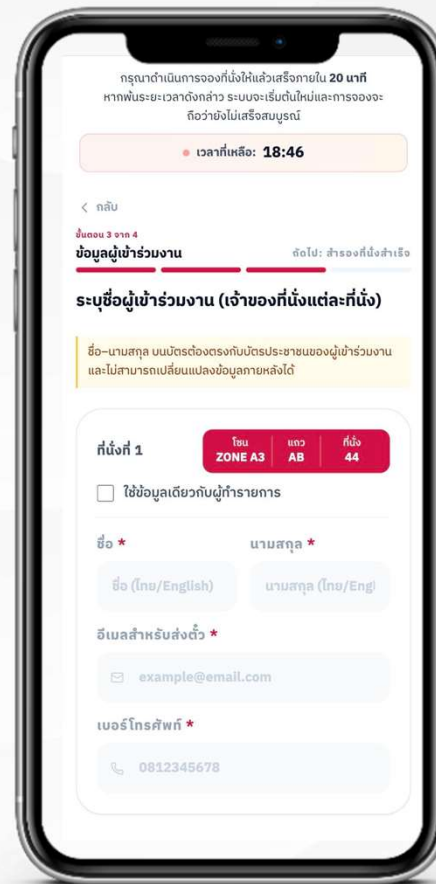 กรุณาดำเนินการจองที่นั่งให้แล้วเสร็จภายใน 20 นาที
หากพ้นระยะเวลาดังกล่าว ระบบจะเริ่มต้นใหม่และการจองจะ
ถือว่ายังไม่เสร็จสมบูรณ์
เวลาที่เหลือ: 18:46
< กลับ
ขั้นตอน 3 จาก 4
ข้อมูลผู้เข้าร่วมงาน ถัดไป: สำรองที่นั่งสำเร็จ
ระบุชื่อผู้เข้าร่วมงาน (เจ้าของที่นั่งแต่ละที่นั่ง)
ชื่อ–นามสกุล บนบัตรต้องตรงกับบัตรประชาชนของผู้เข้าร่วมงาน
และไม่สามารถเปลี่ยนแปลงข้อมูลภายหลังได้
ที่นั่งที่ 1
โซน แถว ที่นั่ง
ZONE A3 AB 44
ใช้ข้อมูลเดียวกับผู้ทำรายการ
ชื่อ * นามสกุล *
ชื่อ (ไทย/English) นามสกุล (ไทย/Engl
อีเมลสำหรับส่งตั๋ว *
example@email.com
เบอร์โทรศัพท์ *
0812345678